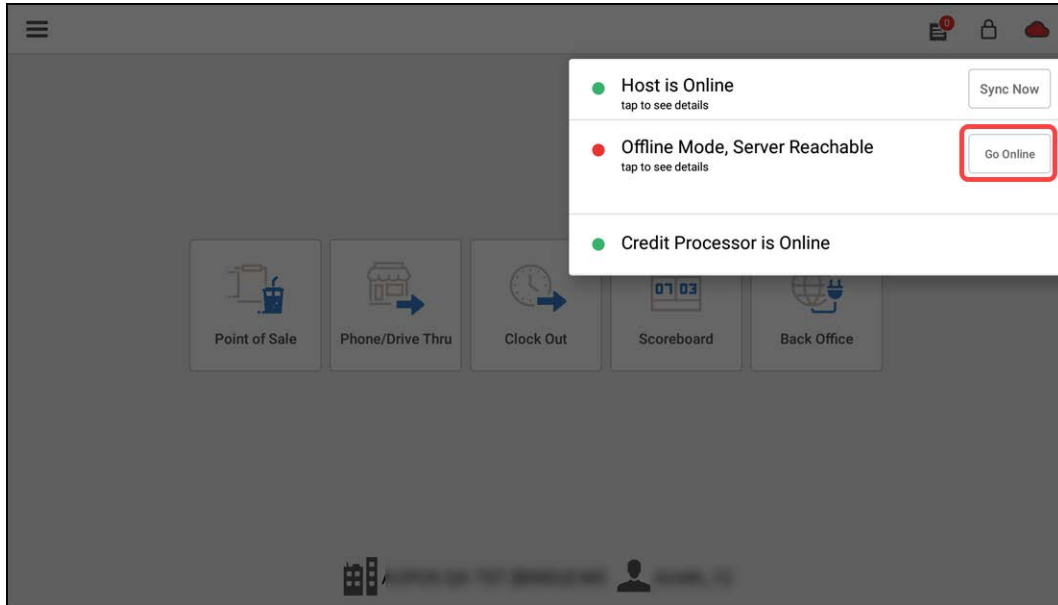 0
Host is Online
tap to see details
Sync Now
Offline Mode, Server Reachable
tap to see details
Go Online
Credit Processor is Online
07 03
Point of Sale
Phone/Drive Thru
Clock Out
Scoreboard
Back Office